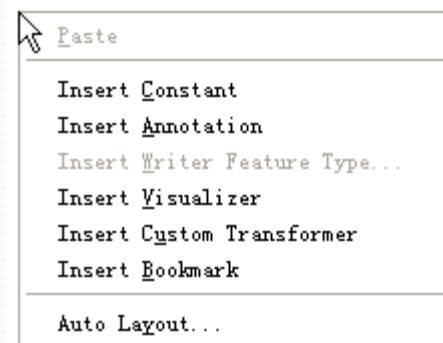 Paste
Insert Constant
Insert Annotation
Insert Writer Feature Type...
Insert Visualizer
Insert Custom Transformer
Insert Bookmark
Auto Layout...